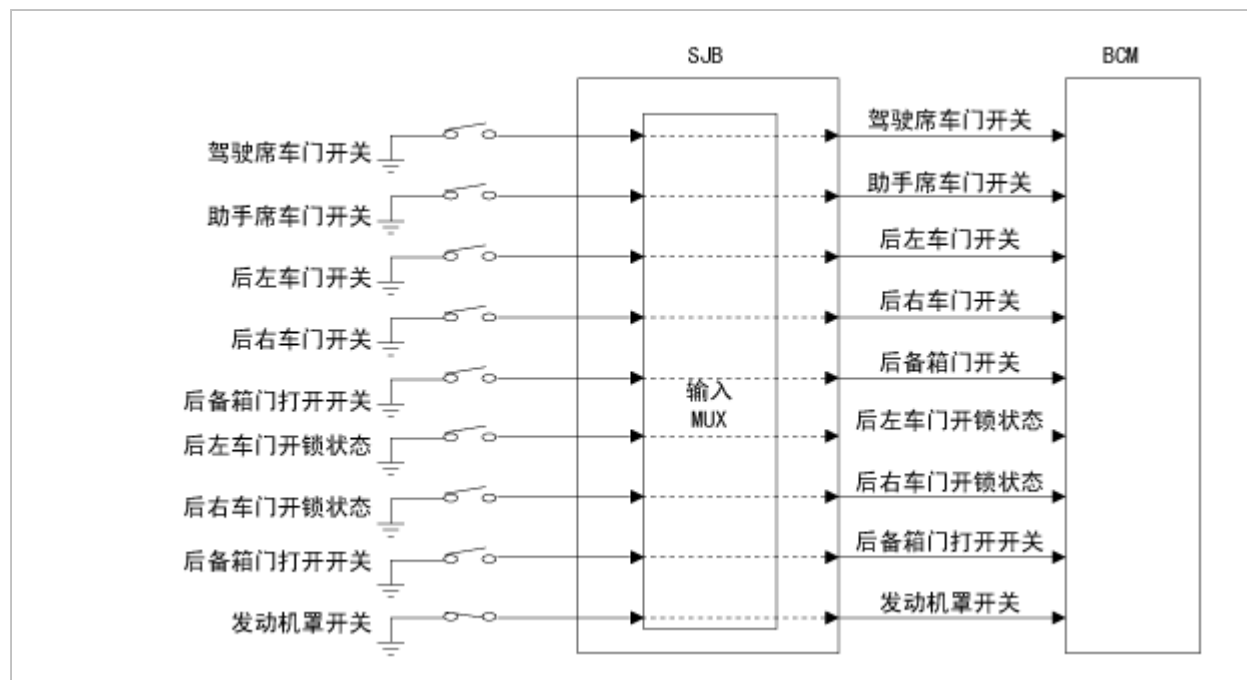 SJB
BCM
驾驶席车门开关
驾驶席车门开关
助手席车门开关
助手席车门开关
后左车门开关
后左车门开关
后右车门开关
后右车门开关
后备箱门打开开关
后备箱门开关
输入
MUX
后左车门开锁状态
后左车门开锁状态
后右车门开锁状态
后右车门开锁状态
后备箱门打开开关
后备箱门打开开关
发动机罩开关
发动机罩开关